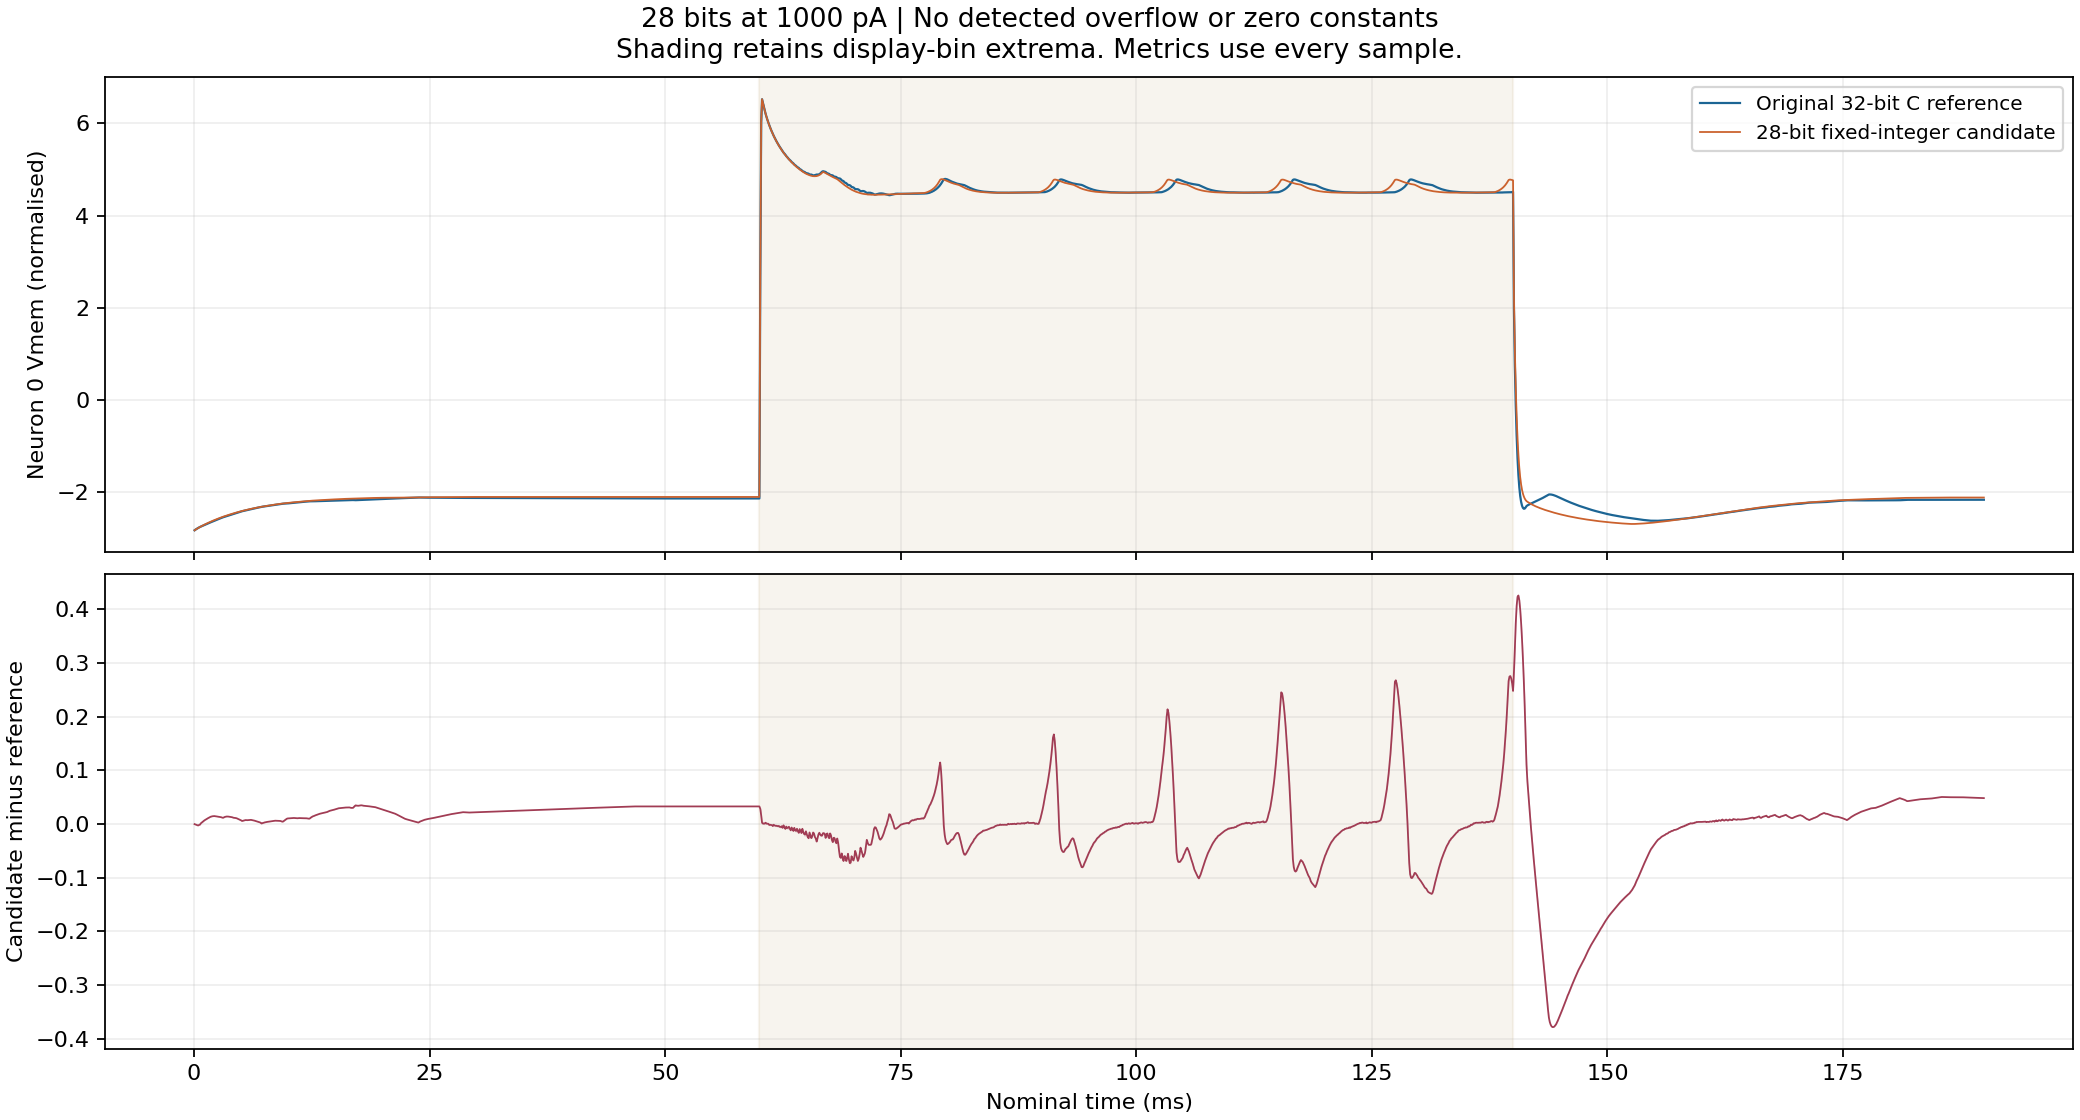 28 bits at 1000 pA | No detected overflow or zero constants
Shading retains display-bin extrema. Metrics use every sample.
Original 32-bit C reference
28-bit fixed-integer candidate
Neuron 0 Vmem (normalised)
6
4
2
0
−2
Candidate minus reference
0.4
0.3
0.2
0.1
0.0
−0.1
−0.2
−0.3
−0.4
0 25 50 75 100 125 150 175
Nominal time (ms)